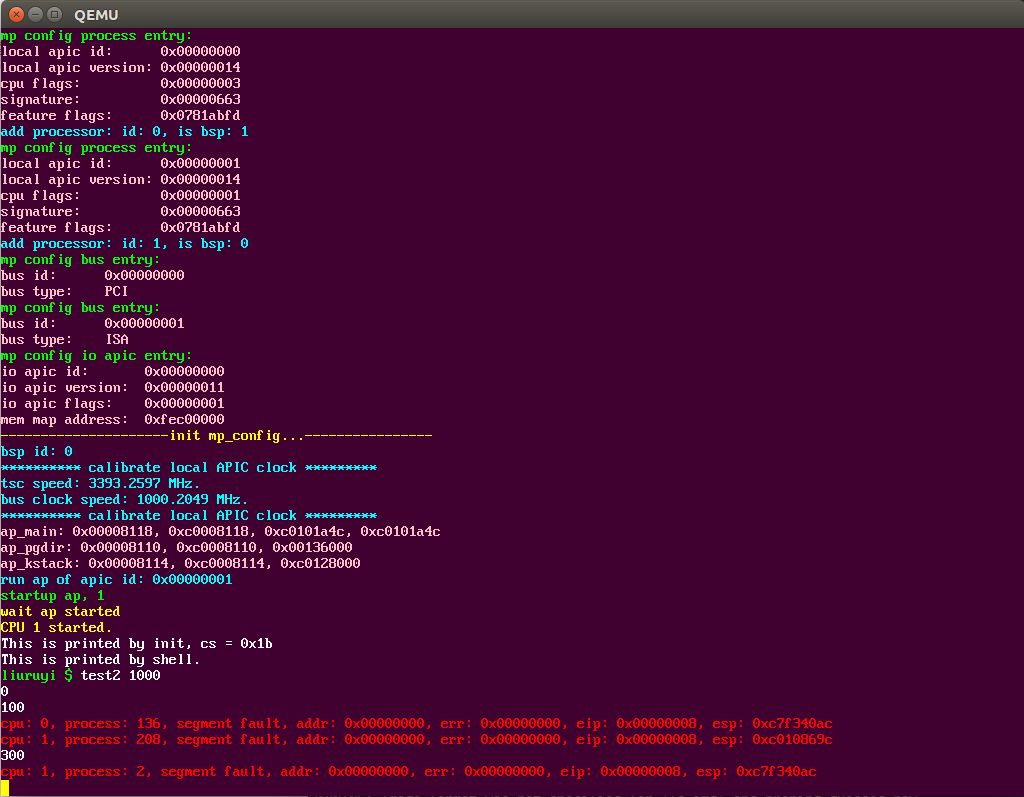 QEMU
mp config process entry:
local apic id:      0x00000000
local apic version: 0x00000014
cpu flags:          0x00000003
signature:          0x00000663
feature flags:      0x0781abfd
add processor: id: 0, is bsp: 1
mp config process entry:
local apic id:      0x00000001
local apic version: 0x00000014
cpu flags:          0x00000001
signature:          0x00000663
feature flags:      0x0781abfd
add processor: id: 1, is bsp: 0
mp config bus entry:
bus id:      0x00000000
bus type:    PCI
mp config bus entry:
bus id:      0x00000001
bus type:    ISA
mp config io apic entry:
io apic id:       0x00000000
io apic version:  0x00000011
io apic flags:    0x00000001
mem map address:  0xfec00000
---------------------init mp_config...----------------
bsp id: 0
********** calibrate local APIC clock *********
tsc speed: 3393.2597 MHz.
bus clock speed: 1000.2049 MHz.
********** calibrate local APIC clock *********
ap_main: 0x00008118, 0xc0008118, 0xc0101a4c, 0xc0101a4c
ap_pgdir: 0x00008110, 0xc0008110, 0x00136000
ap_kstack: 0x00008114, 0xc0008114, 0xc0128000
run ap of apic id: 0x00000001
startup ap, 1
wait ap started
CPU 1 started.
This is printed by init, cs = 0x1b
This is printed by shell.
liuruyi $ test2 1000
0
100
cpu: 0, process: 136, segment fault, addr: 0x00000000, err: 0x00000000, eip: 0x00000008, esp: 0xc7f340ac
cpu: 1, process: 208, segment fault, addr: 0x00000000, err: 0x00000000, eip: 0x00000008, esp: 0xc010869c
300
cpu: 1, process: 2, segment fault, addr: 0x00000000, err: 0x00000000, eip: 0x00000008, esp: 0xc7f340ac